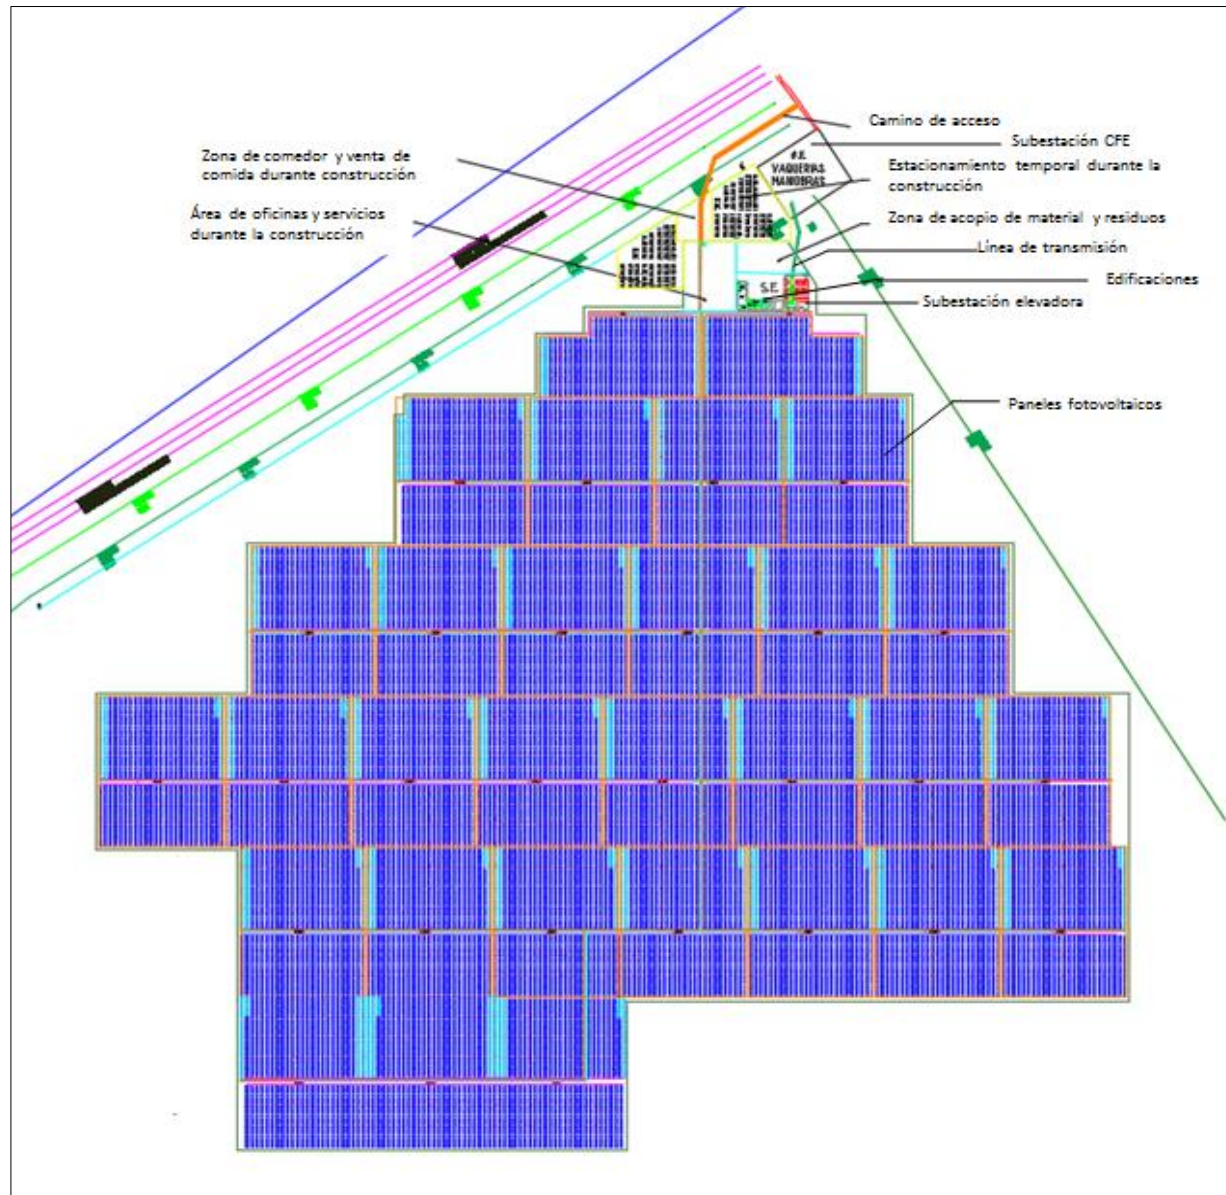 Camino de acceso
Subestación CFE
Zona de comedor y venta de
comida durante construcción
S.E.
VAQUERIAS
MANIOBRAS
Estacionamiento temporal durante la
construcción
Área de oficinas y servicios
durante la construcción
Zona de acopio de material y residuos
Línea de transmisión
Edificaciones
S.E.
Subestación elevadora
Paneles fotovoltaicos